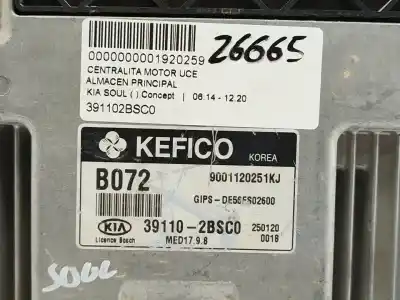 0000000001920259
26665
CENTRALITA MOTOR UCE
ALMACEN PRINCIPAL
KIA SOUL ( ) Concept | 06.14 - 12.20
391102BSC0
KEFICO
KOREA
B072
9001120251KJ
GIPS-DE565S02600
KIA 39110-2BSC0 250120
Licence Bosch MED17.9.8 0018
SOUL